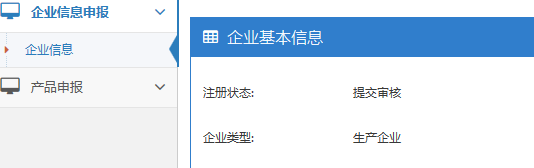 企业信息申报
企业信息
产品申报
企业基本信息
注册状态: 提交审核
企业类型: 生产企业